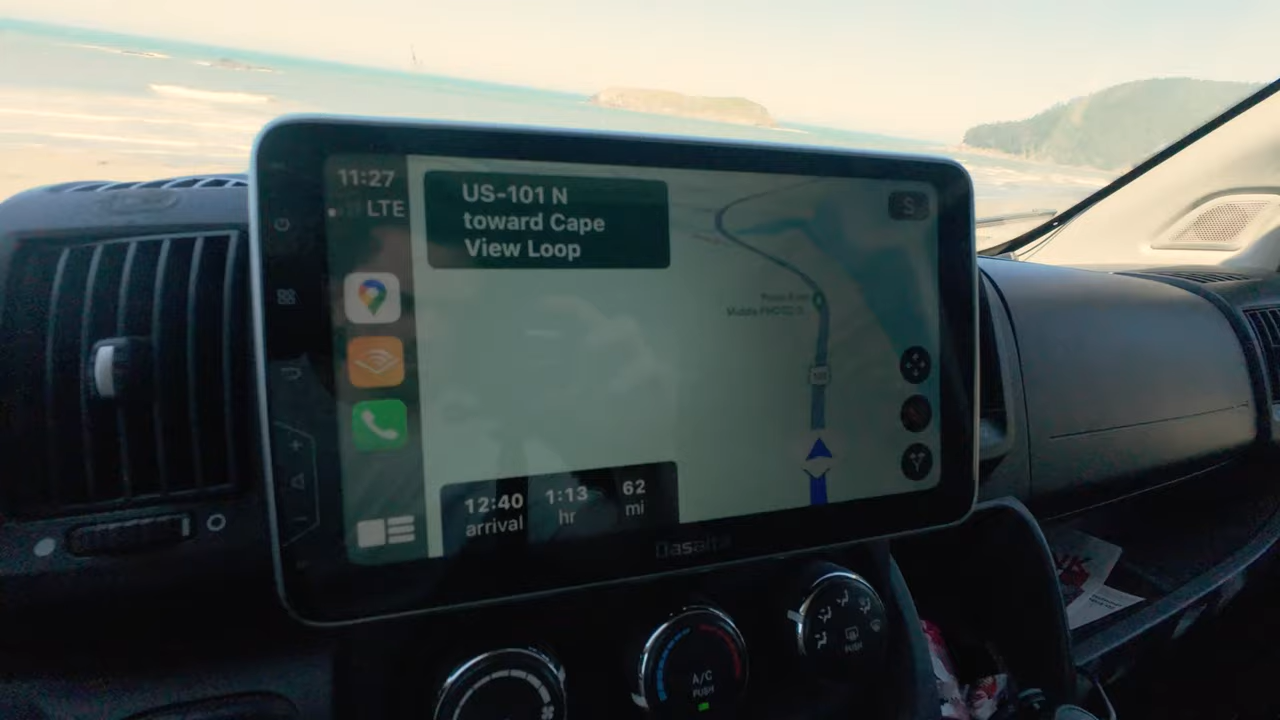 11:27
LTE
US-101 N
toward Cape
View Loop
S
101
12:40
arrival
1:13
hr
62
mi
Dasaita
A/C
PUSH
PUSH